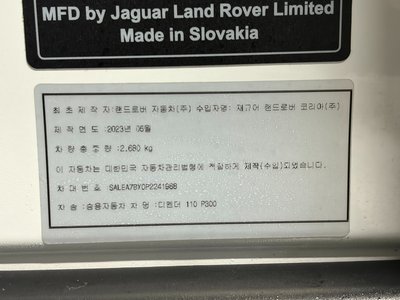 MFD by Jaguar Land Rover Limited
Made in Slovakia
최 초 제 작 자:랜드로버 자동차(주) 수입자명: 재규어 랜드로버 코리아(주)
제 작 년 도 :2023년 06월
차 량 총 중 량 :2,680 kg
이 자동차는 대한민국 자동차관리법령에 적합하게 제작(수입)되었습니다.
차 대 번 호 :SALEA7BY0P2241968
차 종 :승용자동차 차 명 :디펜더 110 P300